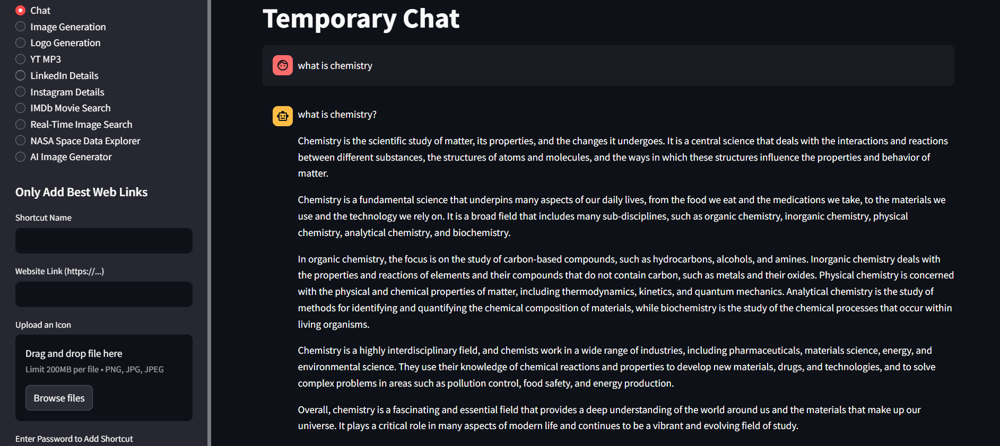 Chat
Image Generation
Logo Generation
YT MP3
LinkedIn Details
Instagram Details
IMDb Movie Search
Real-Time Image Search
NASA Space Data Explorer
AI Image Generator
Only Add Best Web Links
Shortcut Name
Website Link (https://...)
Upload an Icon
Drag and drop file here
Limit 200MB per file • PNG, JPG, JPEG
Browse files
Enter Password to Add Shortcut
Temporary Chat
what is chemistry
what is chemistry?
Chemistry is the scientific study of matter, its properties, and the changes it undergoes. It is a central science that deals with the interactions and reactions
between different substances, the structures of atoms and molecules, and the ways in which these structures influence the properties and behavior of
matter.
Chemistry is a fundamental science that underpins many aspects of our daily lives, from the food we eat and the medications we take, to the materials we
use and the technology we rely on. It is a broad field that includes many sub-disciplines, such as organic chemistry, inorganic chemistry, physical
chemistry, analytical chemistry, and biochemistry.
In organic chemistry, the focus is on the study of carbon-based compounds, such as hydrocarbons, alcohols, and amines. Inorganic chemistry deals with
the properties and reactions of elements and their compounds that do not contain carbon, such as metals and their oxides. Physical chemistry is concerned
with the physical and chemical properties of matter, including thermodynamics, kinetics, and quantum mechanics. Analytical chemistry is the study of
methods for identifying and quantifying the chemical composition of materials, while biochemistry is the study of the chemical processes that occur within
living organisms.
Chemistry is a highly interdisciplinary field, and chemists work in a wide range of industries, including pharmaceuticals, materials science, energy, and
environmental science. They use their knowledge of chemical reactions and properties to develop new materials, drugs, and technologies, and to solve
complex problems in areas such as pollution control, food safety, and energy production.
Overall, chemistry is a fascinating and essential field that provides a deep understanding of the world around us and the materials that make up our
universe. It plays a critical role in many aspects of modern life and continues to be a vibrant and evolving field of study.